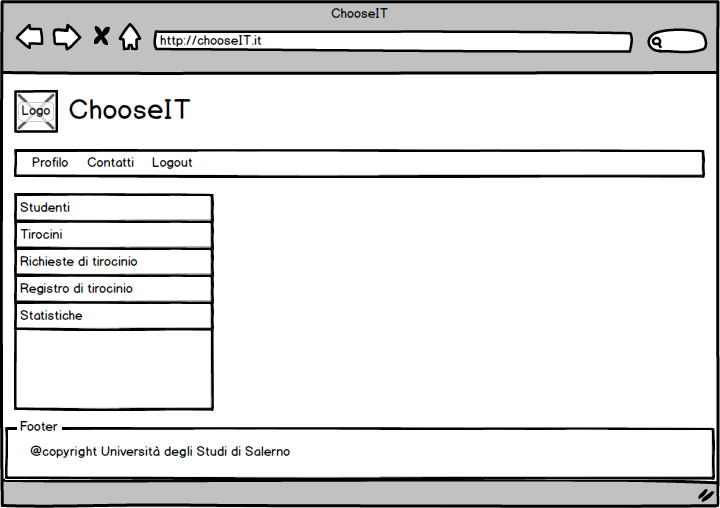 ChooseIT
http://chooseIT.it
Logo
ChooseIT
Profilo Contatti Logout
Studenti
Tirocini
Richieste di tirocinio
Registro di tirocinio
Statistiche
Footer
@copyright Università degli Studi di Salerno